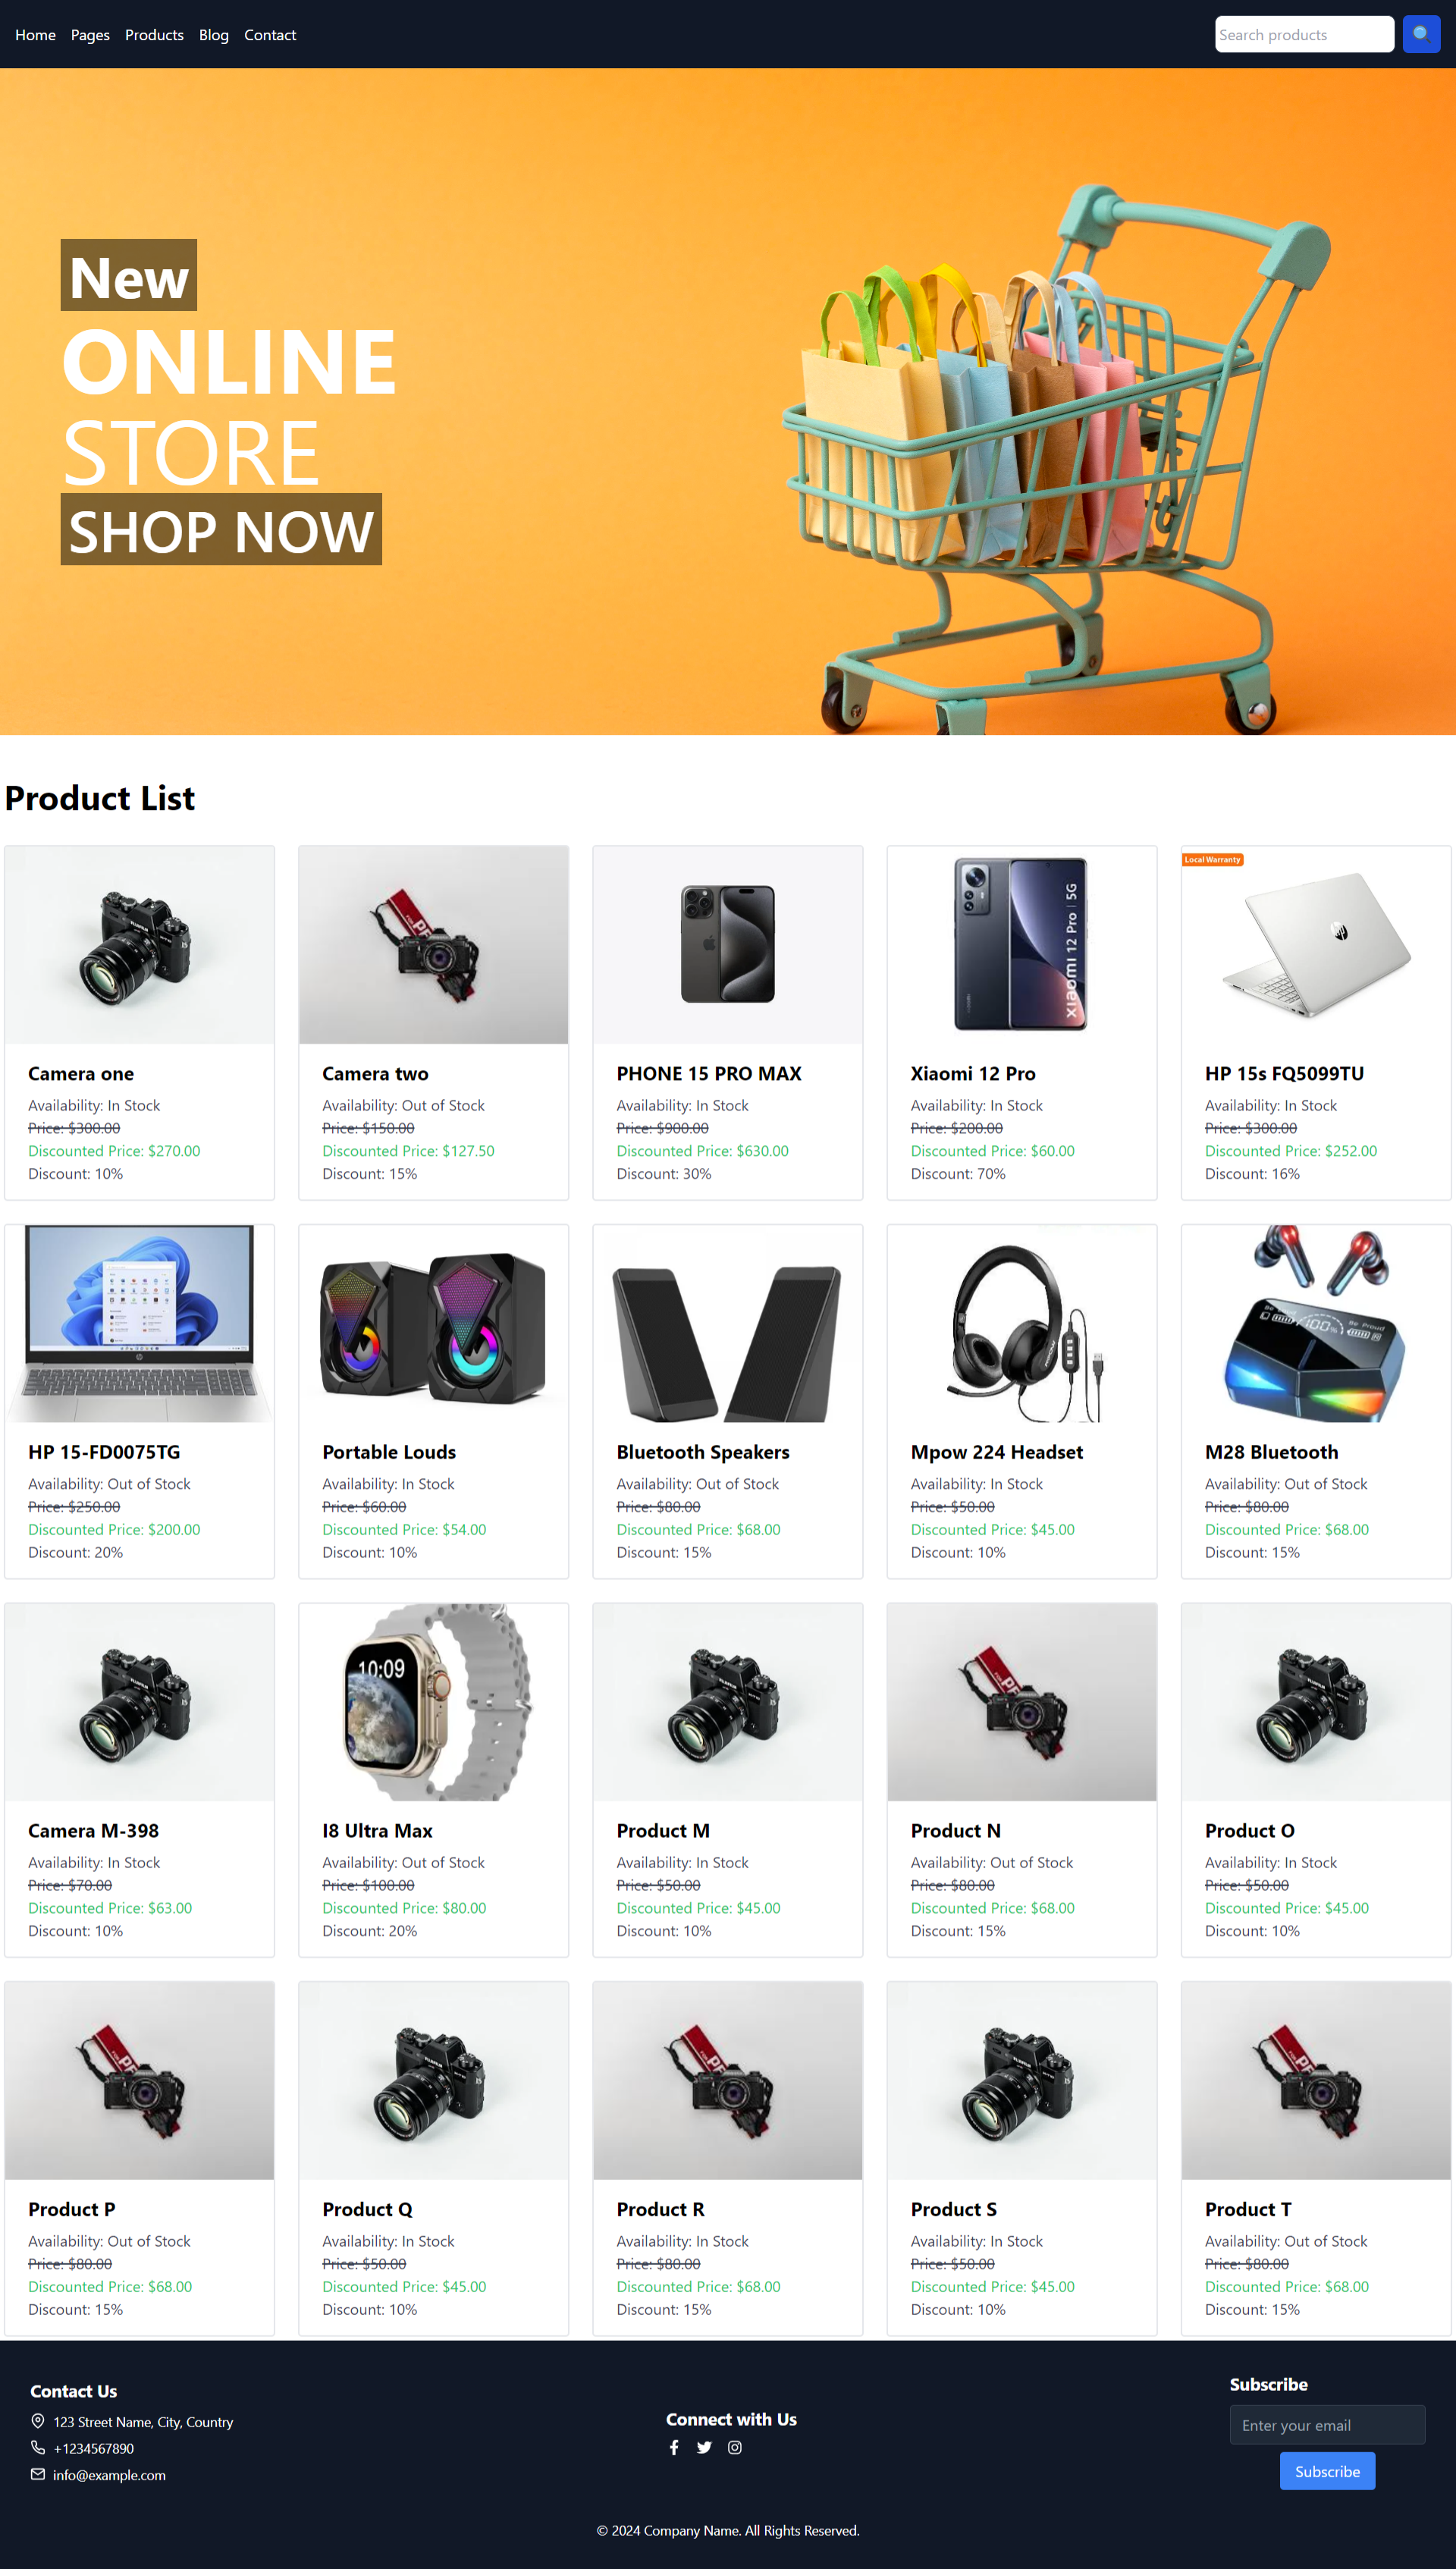 Home Pages Products Blog Contact
Search products
New
ONLINE
STORE
SHOP NOW
Product List
Xiaomi 12 Pro | 5G
Local Warranty
Camera one
Availability: In Stock
Price: $300.00
Discounted Price: $270.00
Discount: 10%
Camera two
Availability: Out of Stock
Price: $150.00
Discounted Price: $127.50
Discount: 15%
PHONE 15 PRO MAX
Availability: In Stock
Price: $900.00
Discounted Price: $630.00
Discount: 30%
Xiaomi 12 Pro
Availability: In Stock
Price: $200.00
Discounted Price: $60.00
Discount: 70%
HP 15s FQ5099TU
Availability: In Stock
Price: $300.00
Discounted Price: $252.00
Discount: 16%
HP 15-FD0075TG
Availability: Out of Stock
Price: $250.00
Discounted Price: $200.00
Discount: 20%
Portable Louds
Availability: In Stock
Price: $60.00
Discounted Price: $54.00
Discount: 10%
Bluetooth Speakers
Availability: Out of Stock
Price: $80.00
Discounted Price: $68.00
Discount: 15%
Mpow 224 Headset
Availability: In Stock
Price: $50.00
Discounted Price: $45.00
Discount: 10%
Be Proud
100%
Be Proud
M28 Bluetooth
Availability: Out of Stock
Price: $80.00
Discounted Price: $68.00
Discount: 15%
Camera M-398
Availability: In Stock
Price: $70.00
Discounted Price: $63.00
Discount: 10%
10:09
I8 Ultra Max
Availability: Out of Stock
Price: $100.00
Discounted Price: $80.00
Discount: 20%
Product M
Availability: In Stock
Price: $50.00
Discounted Price: $45.00
Discount: 10%
Product N
Availability: Out of Stock
Price: $80.00
Discounted Price: $68.00
Discount: 15%
Product O
Availability: In Stock
Price: $50.00
Discounted Price: $45.00
Discount: 10%
Product P
Availability: Out of Stock
Price: $80.00
Discounted Price: $68.00
Discount: 15%
Product Q
Availability: In Stock
Price: $50.00
Discounted Price: $45.00
Discount: 10%
Product R
Availability: In Stock
Price: $80.00
Discounted Price: $68.00
Discount: 15%
Product S
Availability: In Stock
Price: $50.00
Discounted Price: $45.00
Discount: 10%
Product T
Availability: Out of Stock
Price: $80.00
Discounted Price: $68.00
Discount: 15%
Contact Us
123 Street Name, City, Country
+1234567890
info@example.com
Connect with Us
Subscribe
Enter your email
Subscribe
© 2024 Company Name. All Rights Reserved.